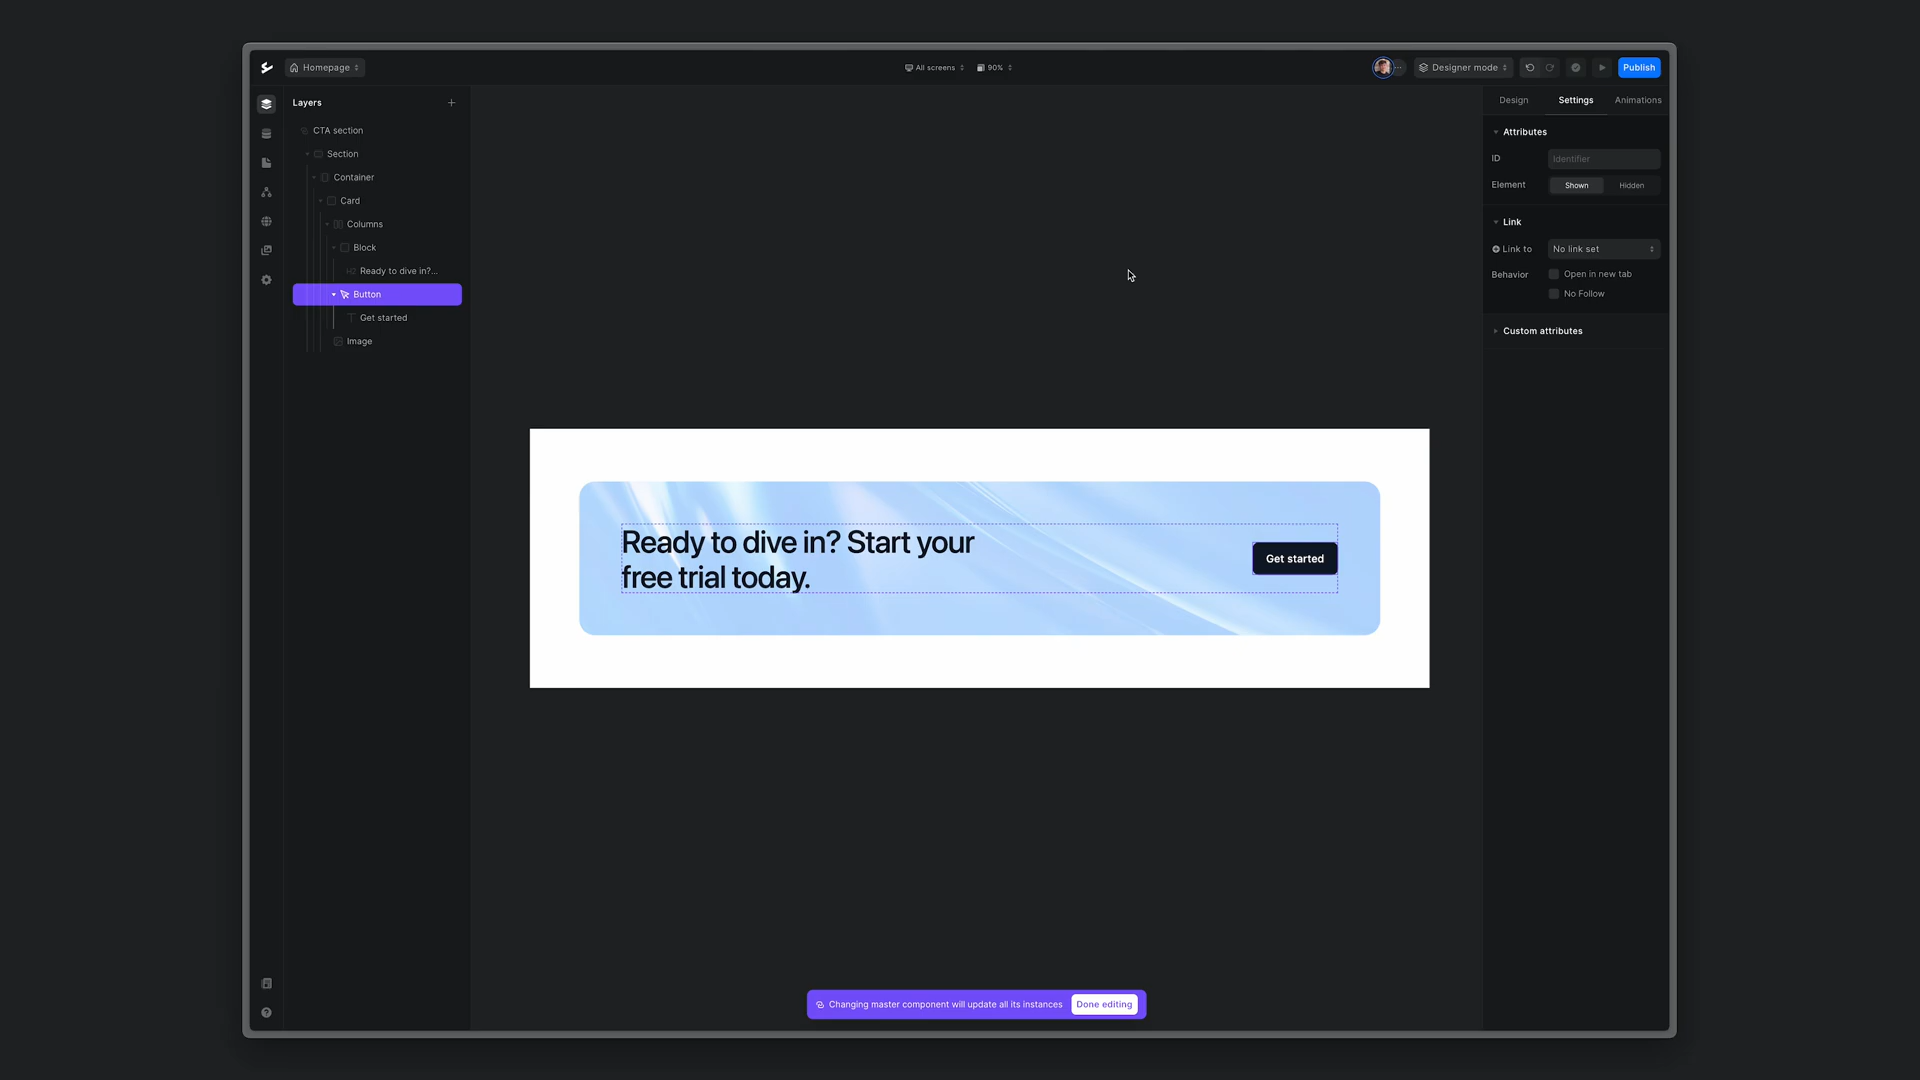 Homepage
All screens
90%
Designer mode
Publish
Layers
CTA section
Section
Container
Card
Columns
Block
H2 Ready to dive in?...
Button
Get started
Image
Ready to dive in? Start your
free trial today.
Get started
Changing master component will update all its instances
Done editing
Design
Settings
Animations
Attributes
ID
Identifier
Element
Shown
Hidden
Link
Link to
No link set
Behavior
Open in new tab
No Follow
Custom attributes